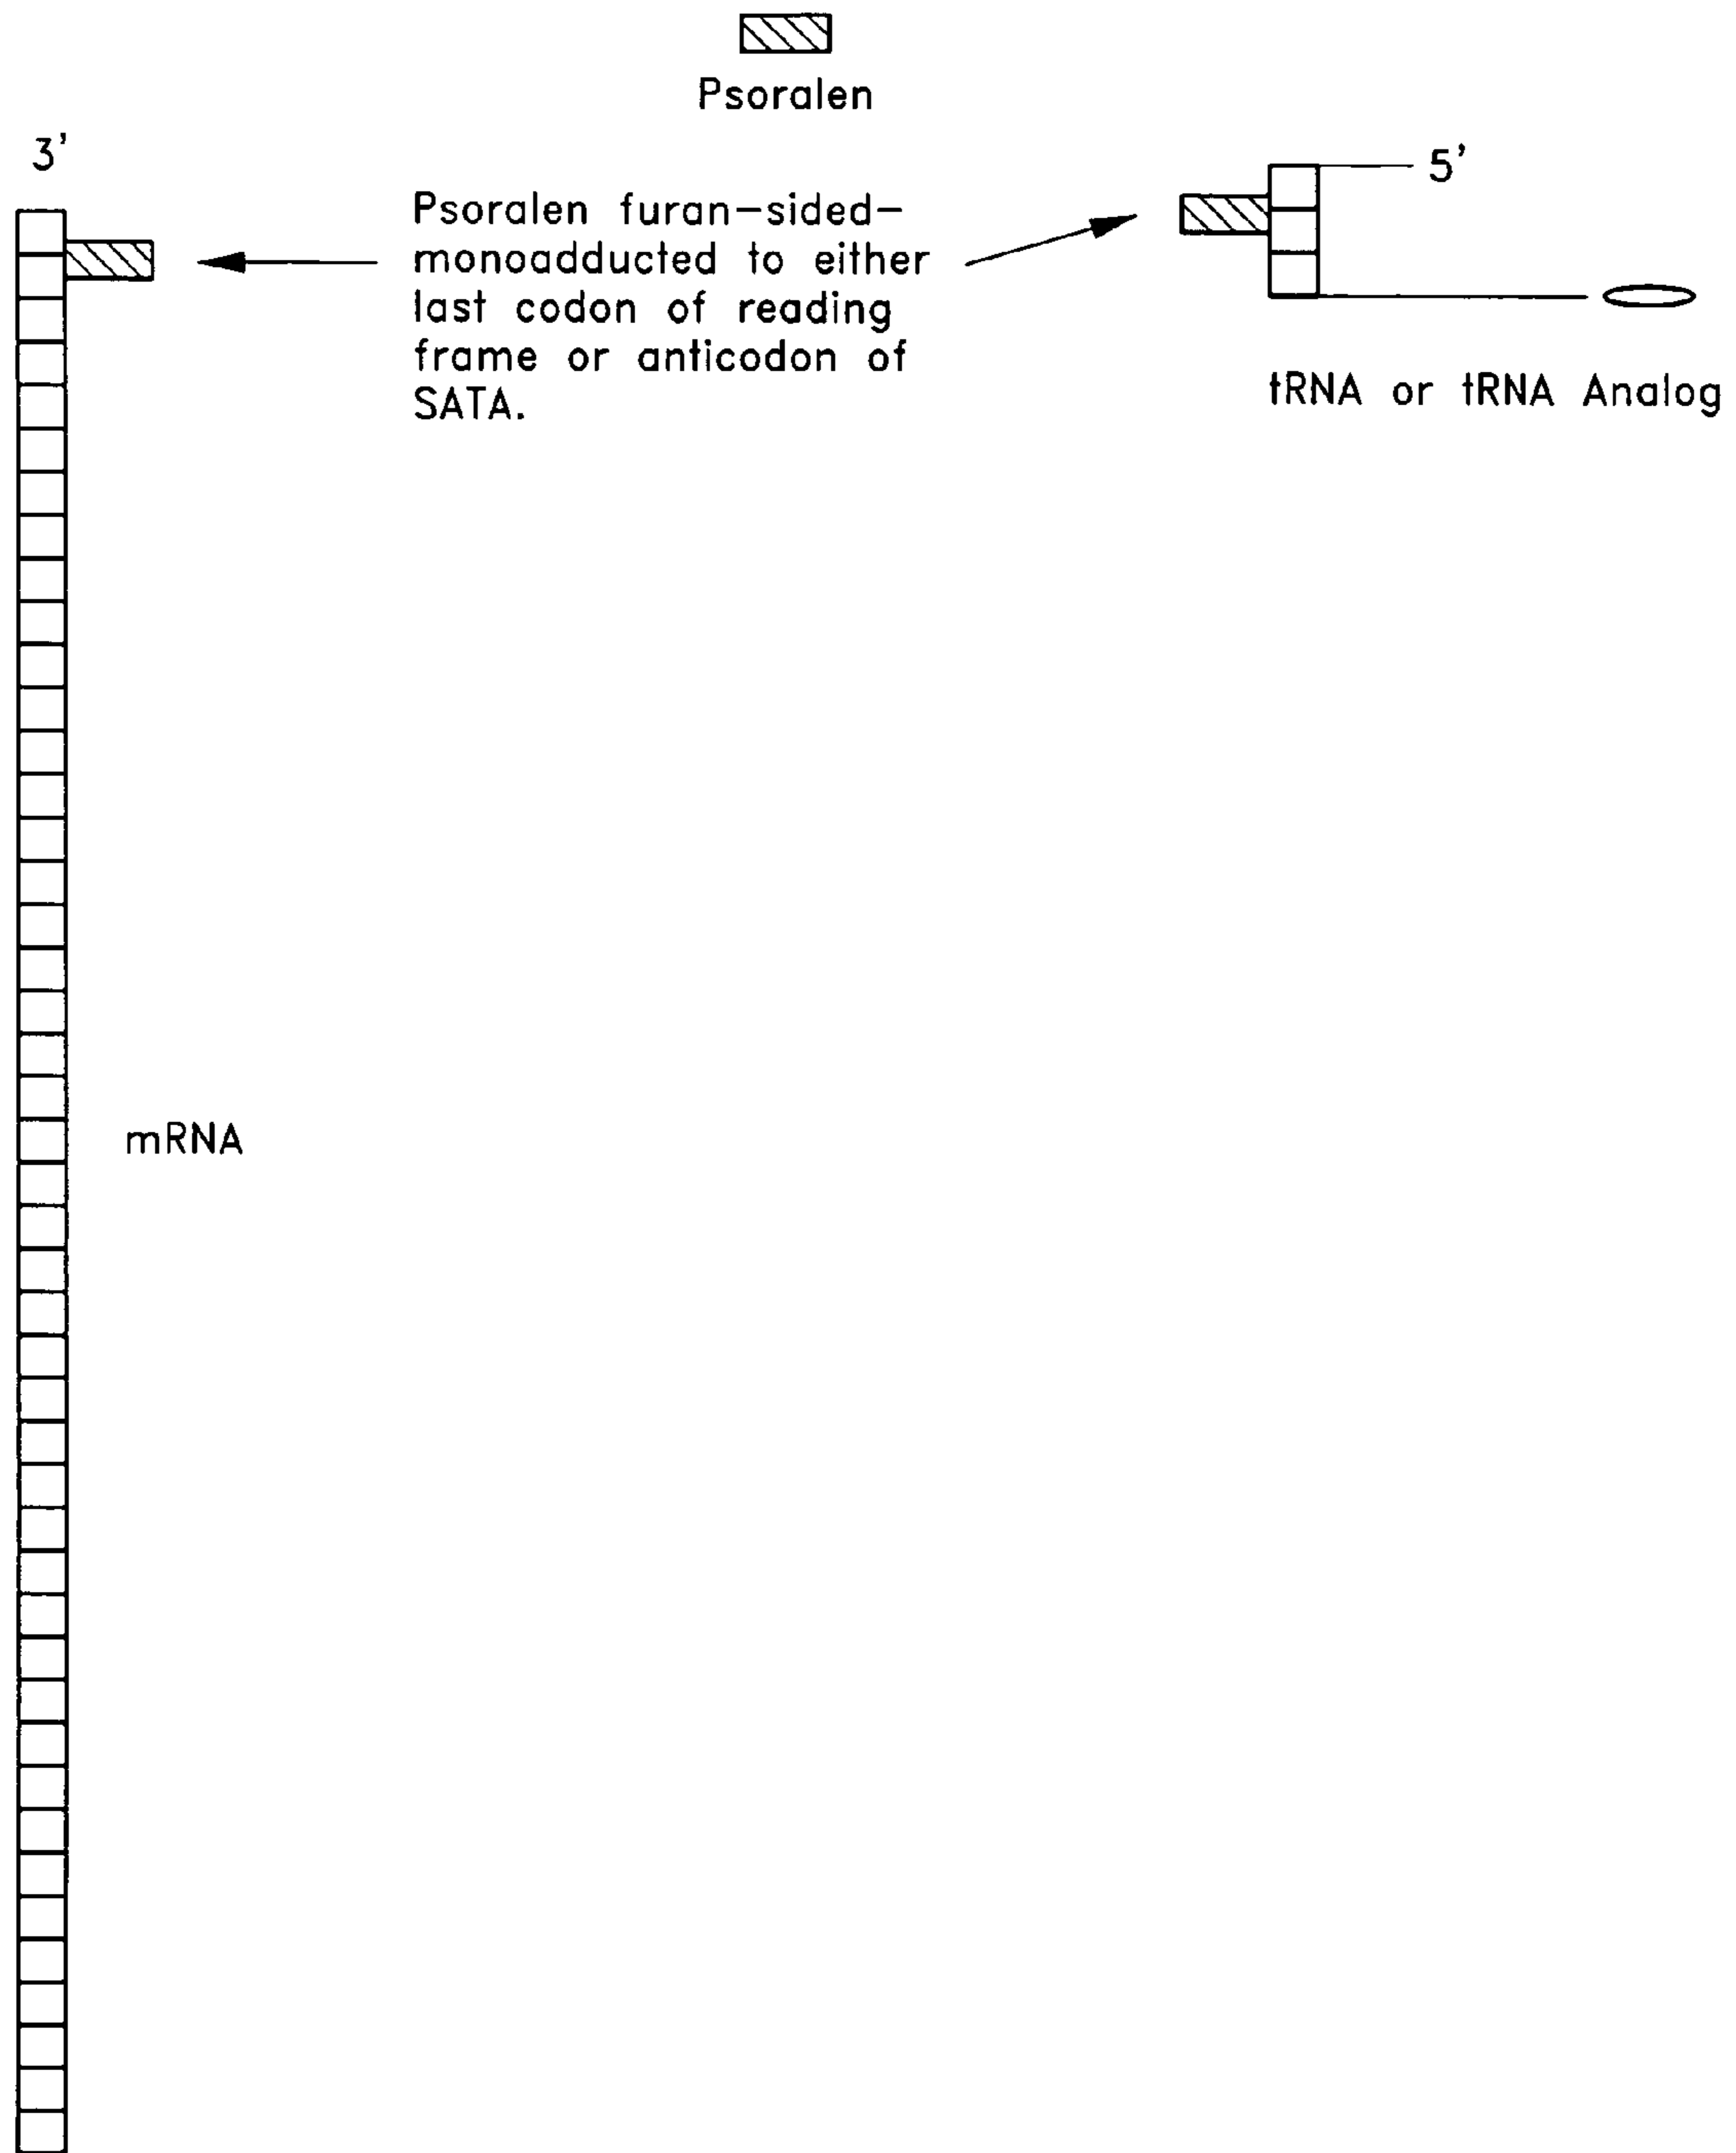 Psoralen
3'
5'
Psoralen furan-sided-
monoadducted to either
last codon of reading
frame or anticodon of
SATA.
tRNA or tRNA Analog
mRNA